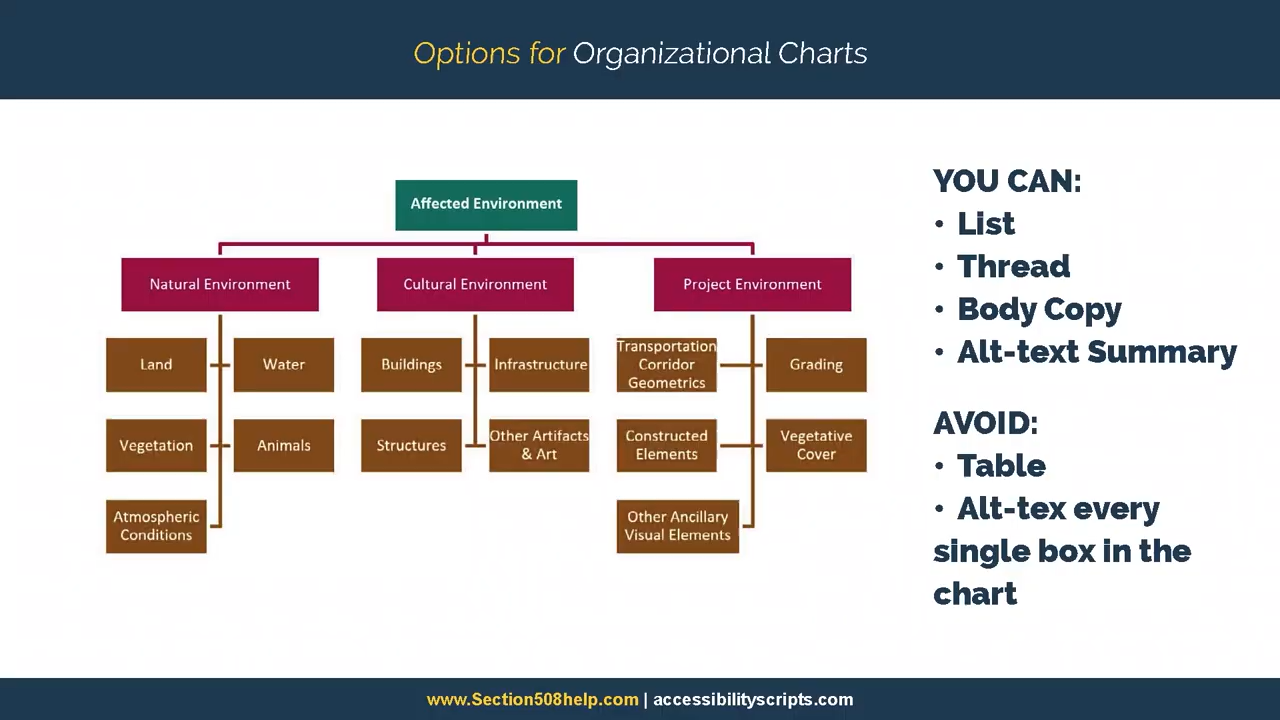 Options for Organizational Charts
Affected Environment
Natural Environment
Cultural Environment
Project Environment
Land
Water
Vegetation
Animals
Atmospheric
Conditions
Buildings
Infrastructure
Structures
Other Artifacts
& Art
Transportation
Corridor
Geometrics
Grading
Constructed
Elements
Vegetative
Cover
Other Ancillary
Visual Elements
YOU CAN:
• List
• Thread
• Body Copy
• Alt-text Summary
AVOID:
• Table
• Alt-tex every
single box in the
chart
www.Section508help.com | accessibilityscripts.com